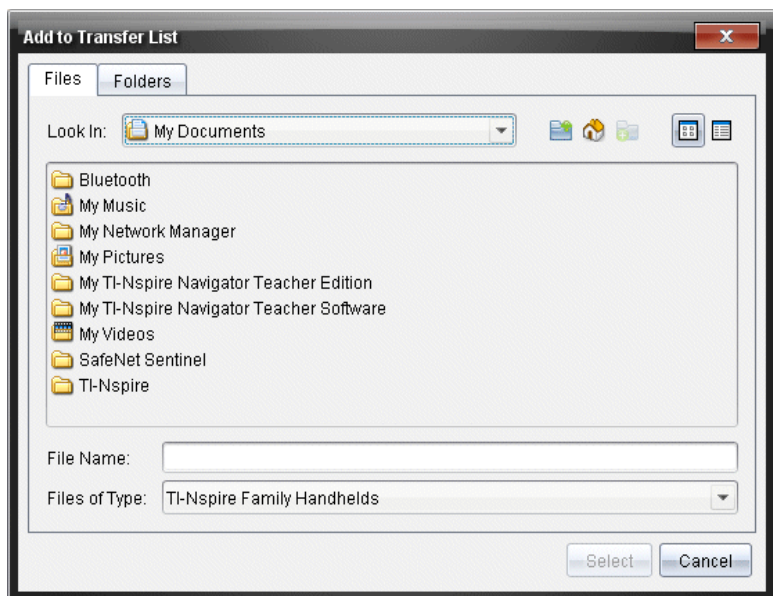 Add to Transfer List
Files Folders
Look In: My Documents
Bluetooth
My Music
My Network Manager
My Pictures
My TI-Nspire Navigator Teacher Edition
My TI-Nspire Navigator Teacher Software
My Videos
SafeNet Sentinel
TI-Nspire
File Name:
Files of Type: TI-Nspire Family Handhelds
Select Cancel